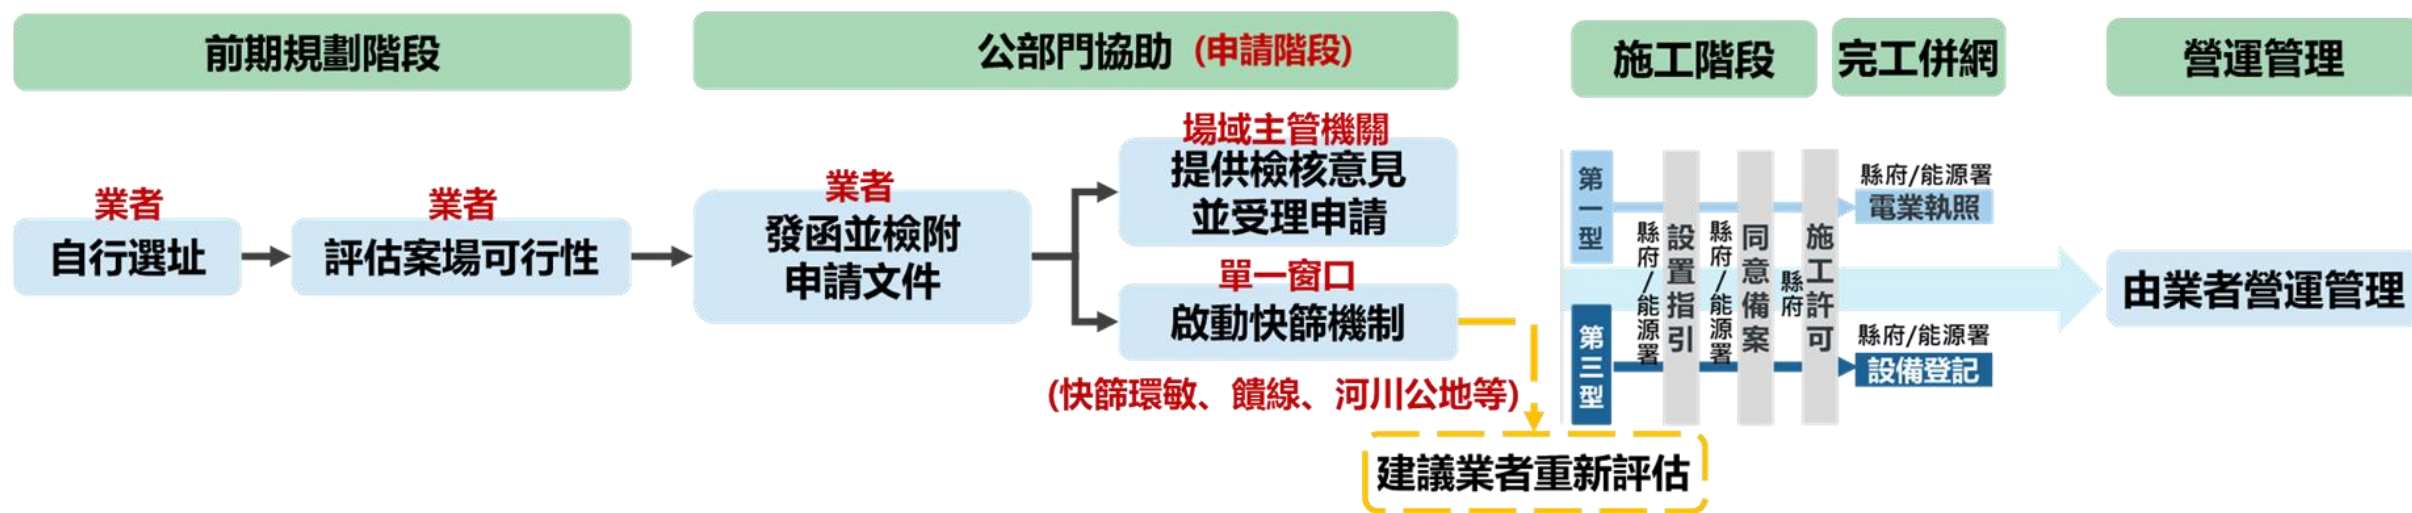 前期規劃階段
公部門協助 (申請階段)
施工階段
完工併網
營運管理
業者
自行選址
業者
評估案場可行性
業者
發函並檢附
申請文件
場域主管機關
提供檢核意見
並受理申請
單一窗口
啟動快篩機制
(快篩環敏、饋線、河川公地等)
建議業者重新評估
第一型
第三型
縣府/能源署
設置指引
縣府/能源署
同意備案
縣府
施工許可
縣府/能源署
電業執照
縣府/能源署
設備登記
由業者營運管理